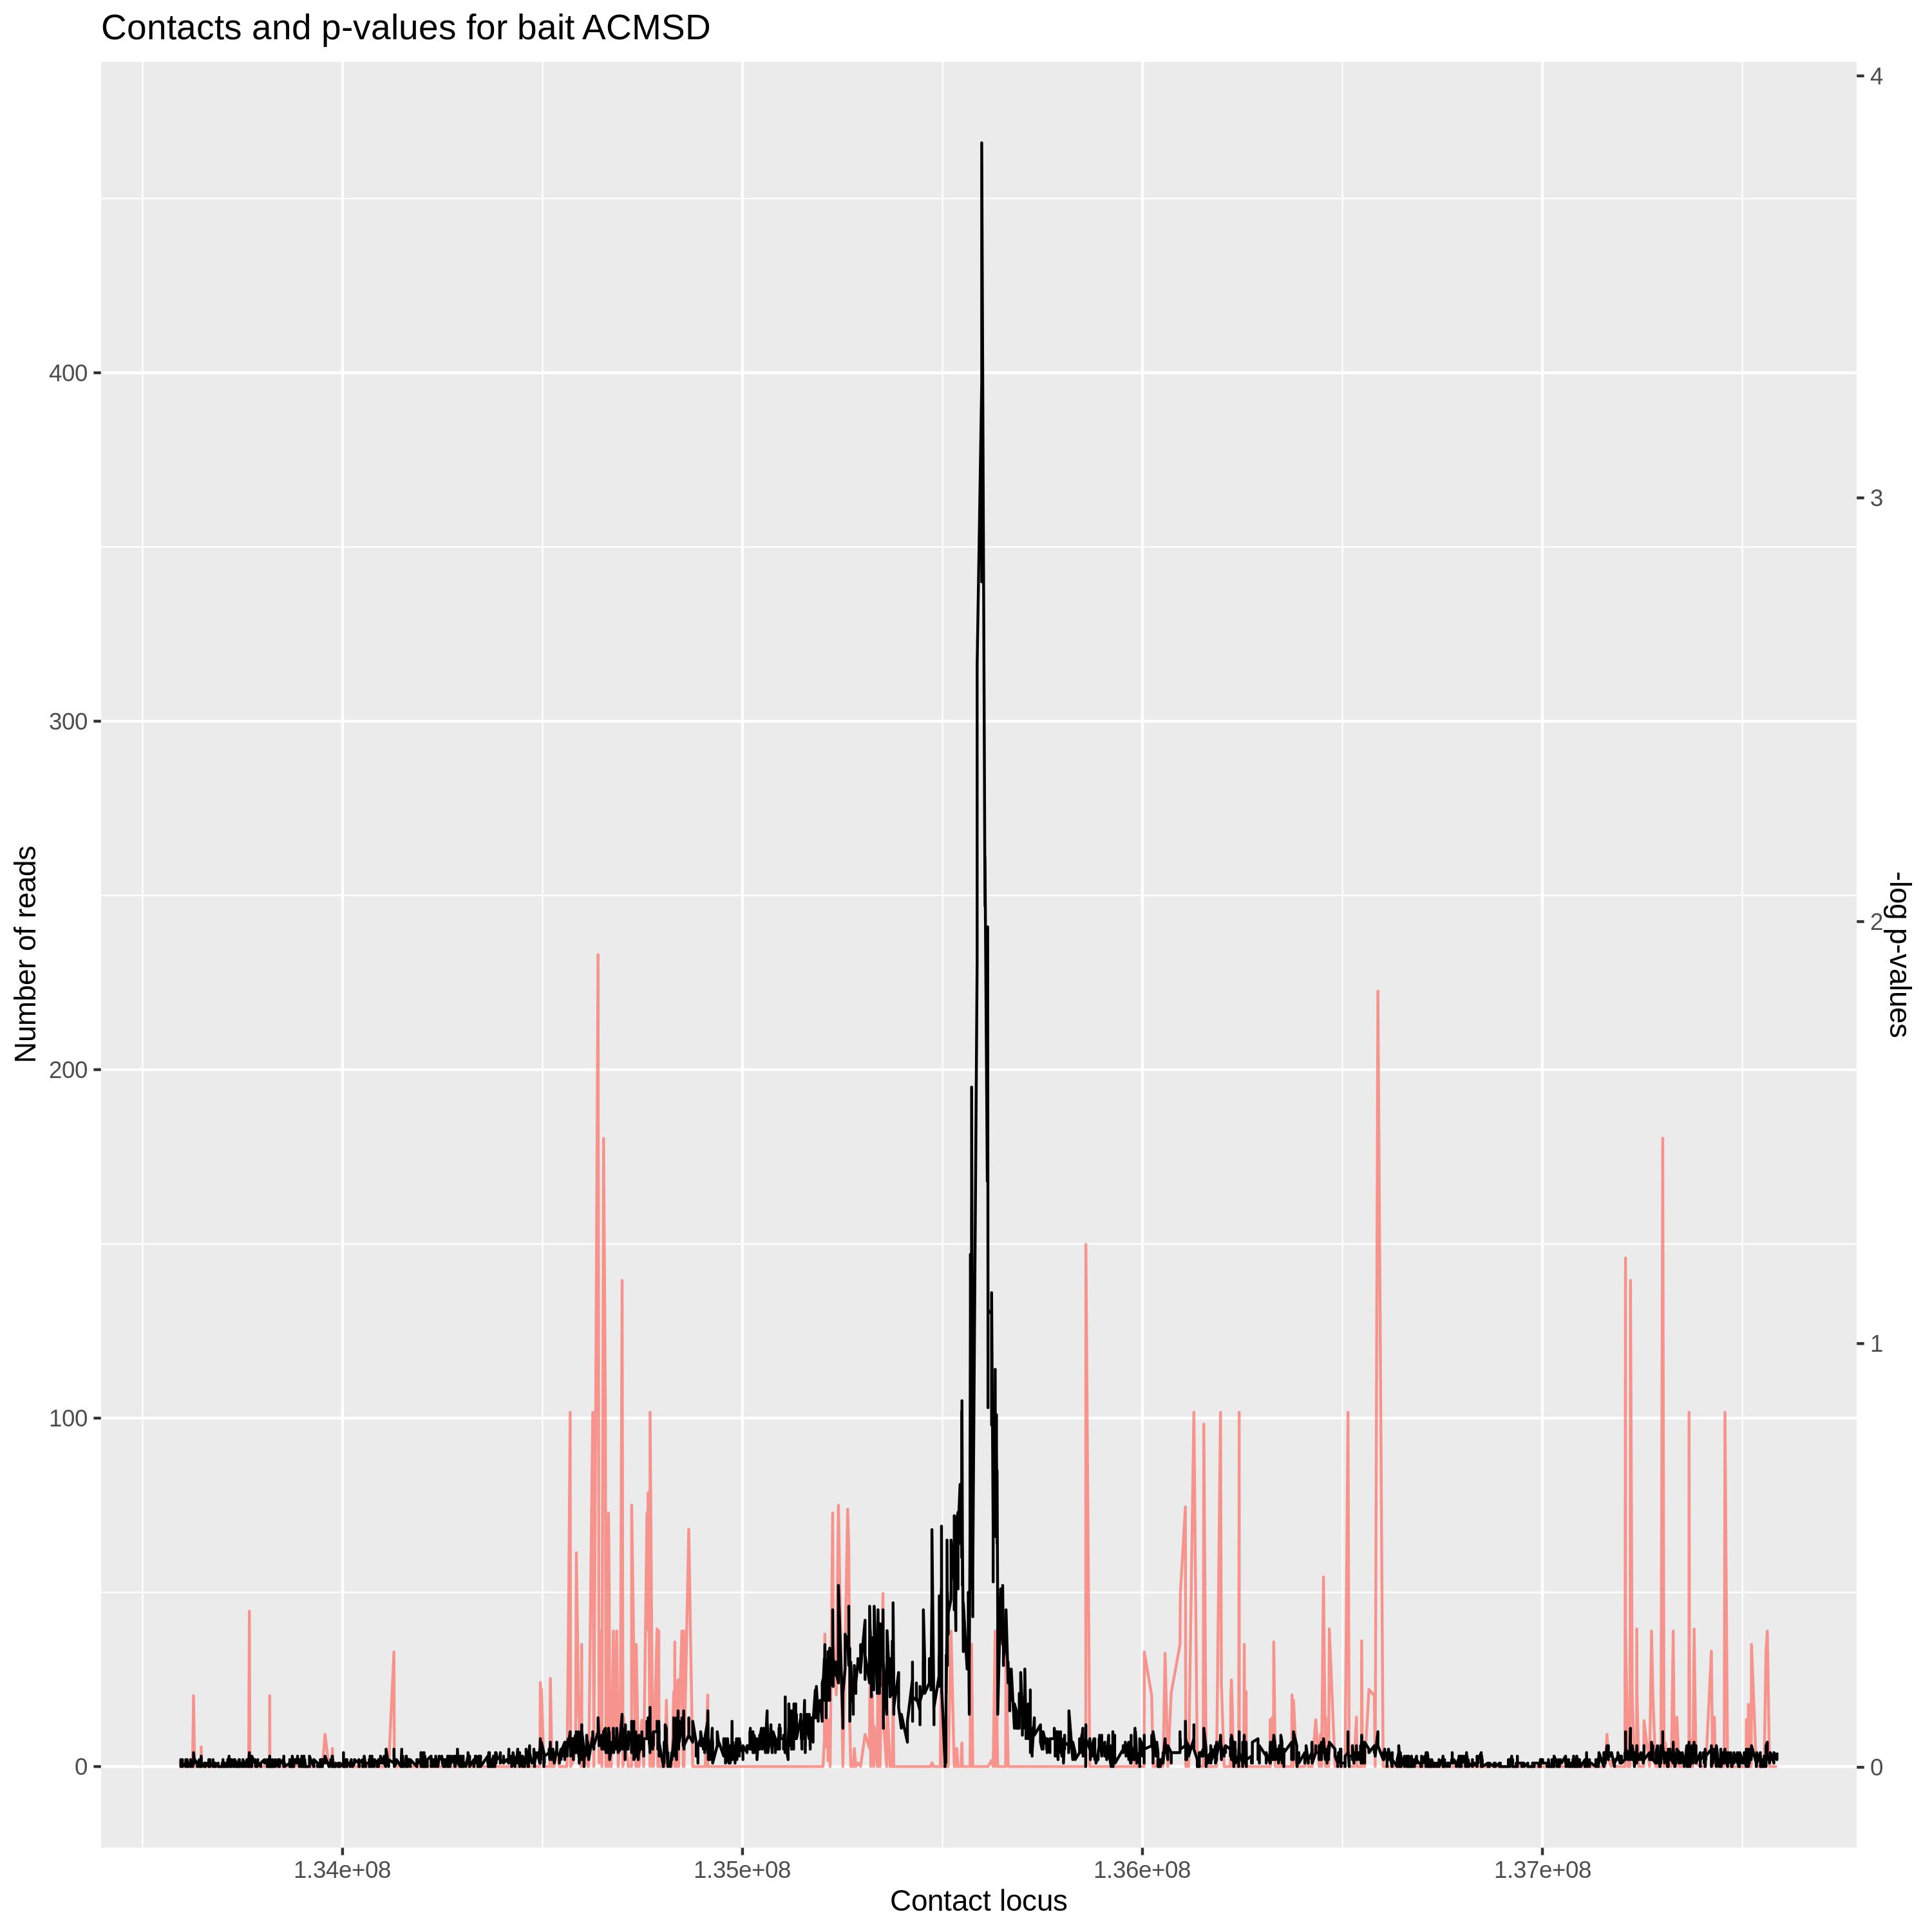 Contacts and p-values for bait ACMSD
Number of reads
400
300
200
100
0
4
3
2
1
0
-log p-values
1.34e+08
1.35e+08
1.36e+08
1.37e+08
Contact locus